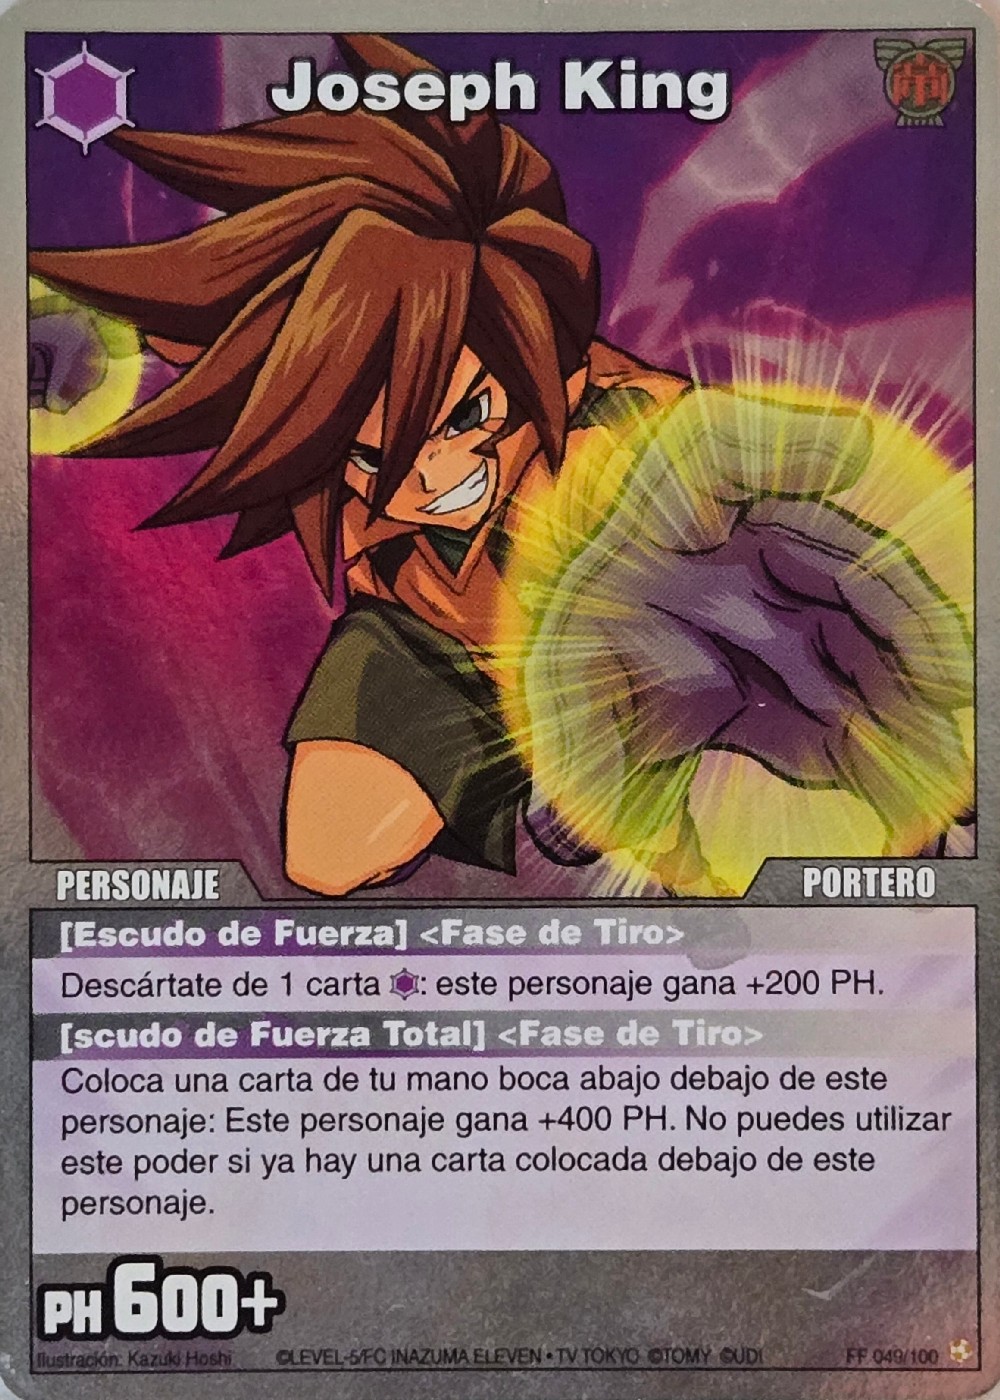 Joseph King
PERSONAJE
PORTERO
[Escudo de Fuerza] <Fase de Tiro>
Descártate de 1 carta : este personaje gana +200 PH.
[scudo de Fuerza Total] <Fase de Tiro>
Coloca una carta de tu mano boca abajo debajo de este
personaje: Este personaje gana +400 PH. No puedes utilizar
este poder si ya hay una carta colocada debajo de este
personaje.
PH 600+
Ilustración: Kazuki Hoshi ©LEVEL-5/FC INAZUMA ELEVEN • TV TOKYO ©TOMY ©UDI FF 049/100